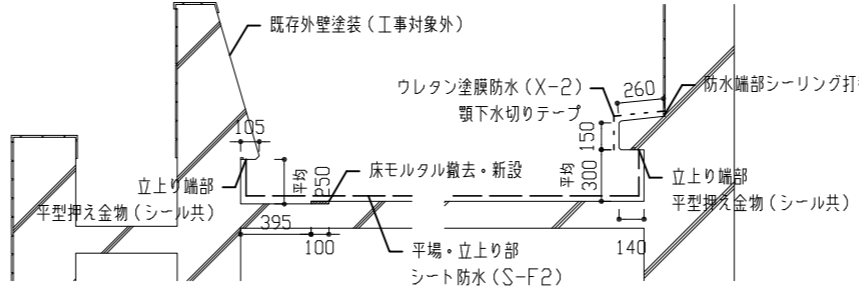 既存外壁塗装(工事対象外)
ウレタン塗膜防水(X-2)
顎下水切りテープ
260
防水端部シーリング打
105
150
立上り端部
平型押え金物(シール共)
平均
250
床モルタル撤去・新設
平均
300
立上り端部
平型押え金物(シール共)
395
100
平場・立上り部
シート防水(S-F2)
140